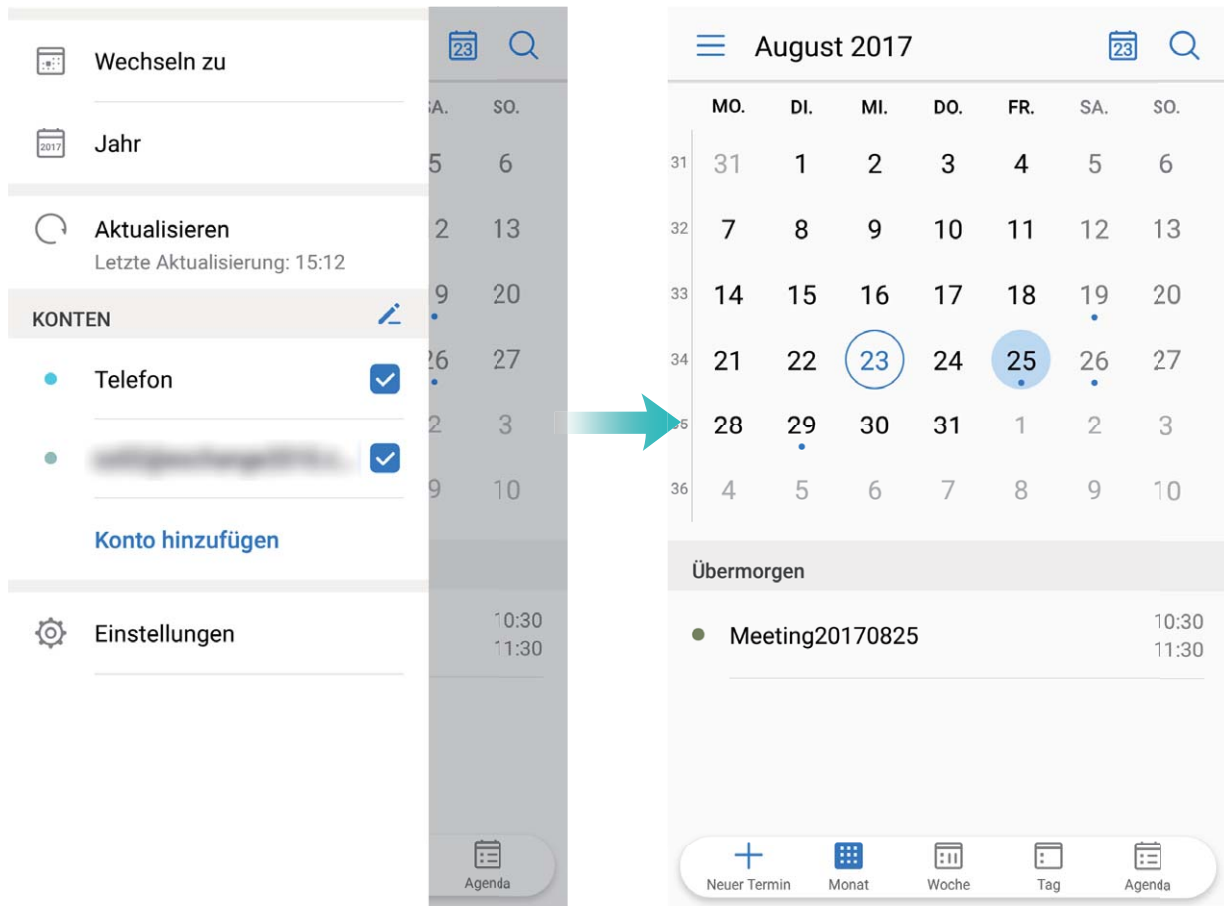 Wechseln zu
2017
Jahr
Aktualisieren
Letzte Aktualisierung: 15:12
KONTEN
Telefon
Konto hinzufügen
Einstellungen
23
SO.
5 6
2 13
9 20
26 27
2 3
9 10
10:30
11:30
Agenda
August 2017 23
MO. DI. MI. DO. FR. SA. SO.
31 31 1 2 3 4 5 6
32 7 8 9 10 11 12 13
33 14 15 16 17 18 19 20
34 21 22 23 24 25 26 27
28 29 30 31 1 2 3
36 4 5 6 7 8 9 10
Übermorgen
Meeting20170825 10:30
11:30
Neuer Termin Monat Woche Tag Agenda